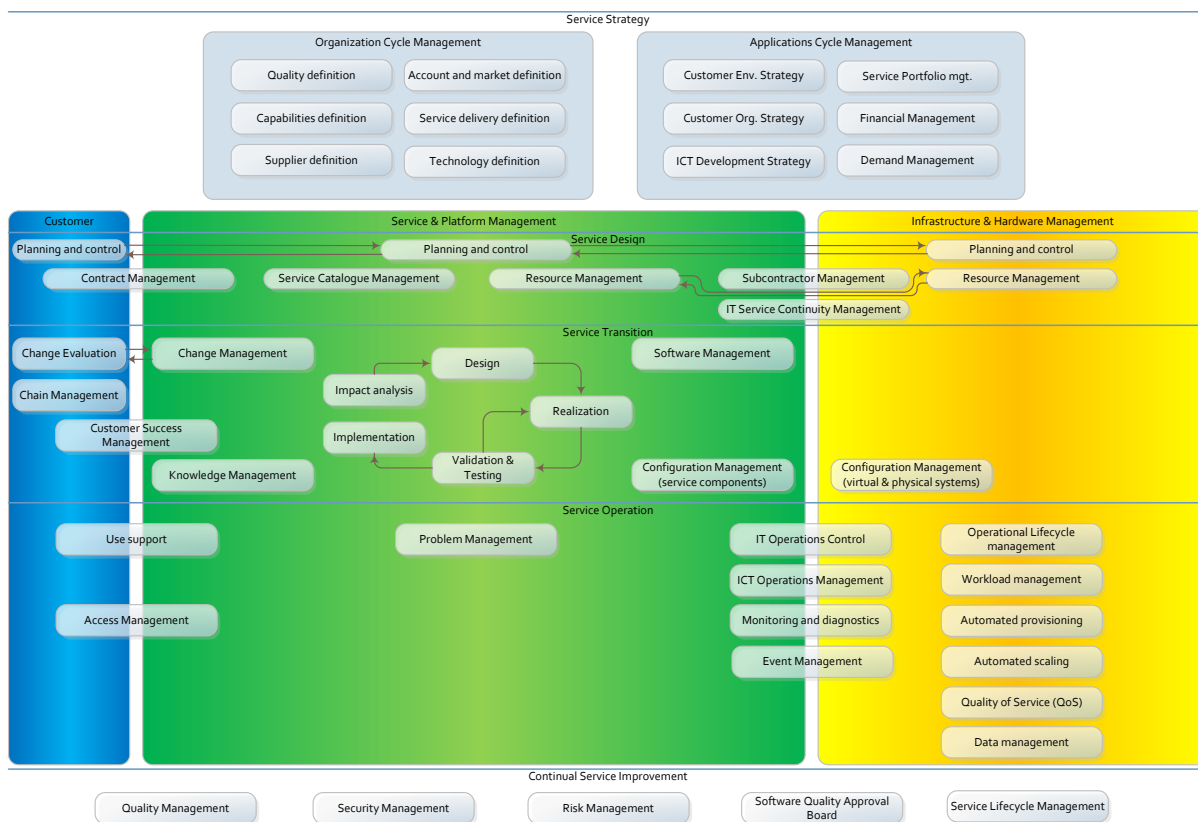 Service Strategy
Organization Cycle Management
Quality definition
Account and market definition
Capabilities definition
Service delivery definition
Supplier definition
Technology definition
Applications Cycle Management
Customer Env. Strategy
Service Portfolio mgt.
Customer Org. Strategy
Financial Management
ICT Development Strategy
Demand Management
Customer
Service & Platform Management
Infrastructure & Hardware Management
Service Design
Planning and control
Planning and control
Planning and control
Contract Management
Service Catalogue Management
Resource Management
Subcontractor Management
Resource Management
IT Service Continuity Management
Service Transition
Change Evaluation
Change Management
Design
Software Management
Impact analysis
Chain Management
Realization
Customer Success
Management
Implementation
Knowledge Management
Validation &
Testing
Configuration Management
(service components)
Configuration Management
(virtual & physical systems)
Service Operation
Use support
Problem Management
IT Operations Control
Operational Lifecycle
management
ICT Operations Management
Workload management
Access Management
Monitoring and diagnostics
Automated provisioning
Event Management
Automated scaling
Quality of Service (QoS)
Data management
Continual Service Improvement
Quality Management
Security Management
Risk Management
Software Quality Approval
Board
Service Lifecycle Management